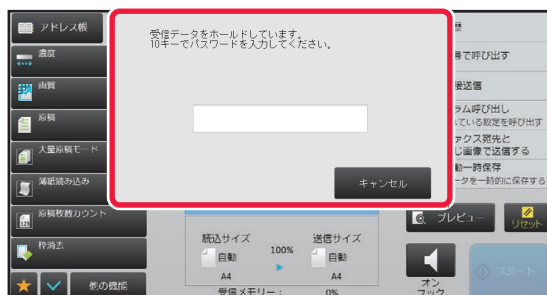 アドレス帳
濃度
画質
原稿
大量原稿モード
薄紙読み込み
原稿枚数カウント
枠消去
他の機能
受信データをホールドしています。
10キーでパスワードを入力してください。
キャンセル
読込サイズ
自動
A4
100%
送信サイズ
自動
A4
受信メモリー： 0%
歴
号で呼び出す
接送信
ラム呼び出し
ている設定を呼び出す
ァクス宛先と
じ画像で送信する
動一時保存
ータを一時的に保存する
プレビュー
リセット
オン
フック
スタート